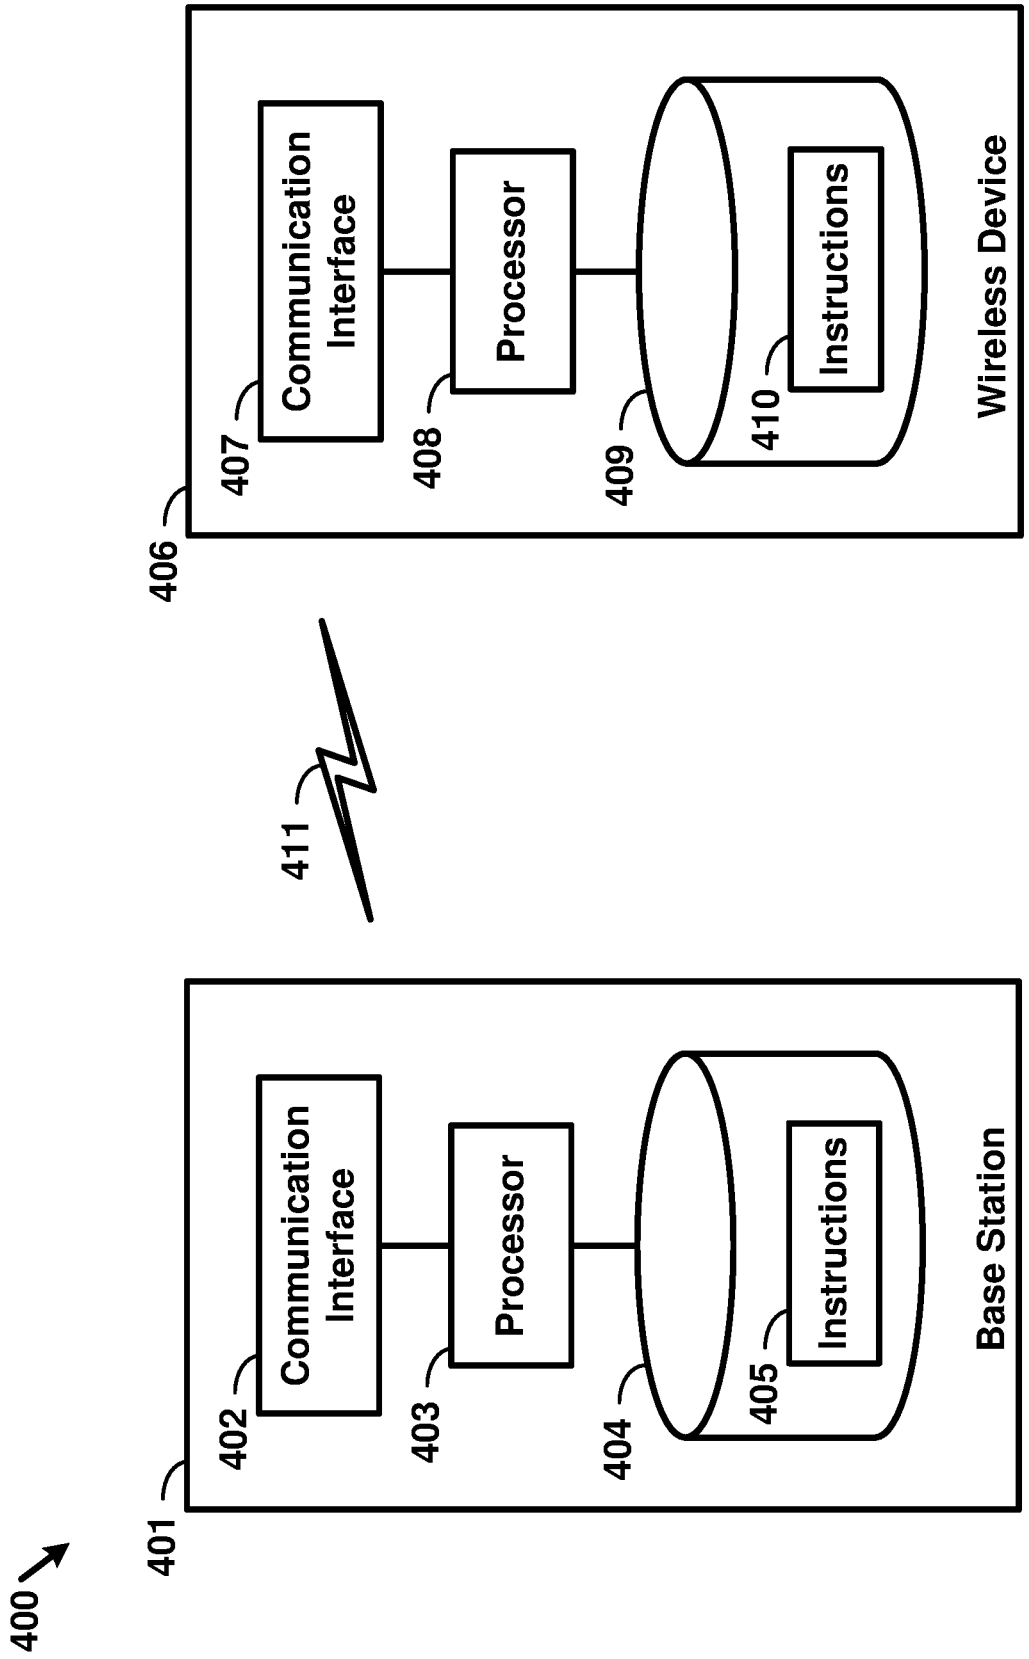 400
401
402
Communication
Interface
403
Processor
404
405
Instructions
Base Station
411
406
407
Communication
Interface
408
Processor
409
410
Instructions
Wireless Device